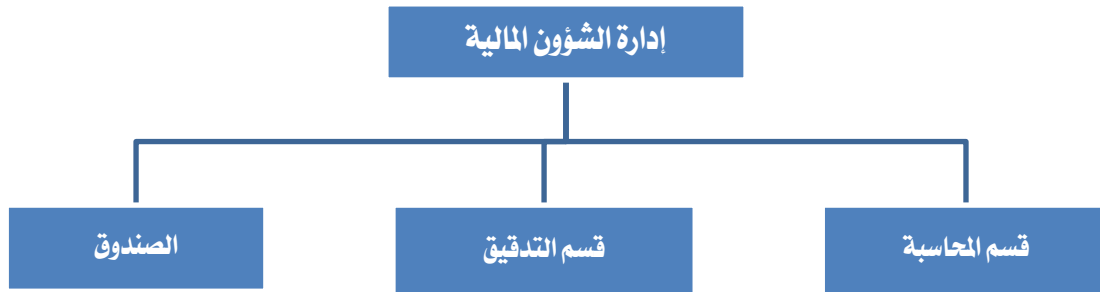 إدارة الشؤون المالية
قسم المحاسبة
قسم التدقيق
الصندوق